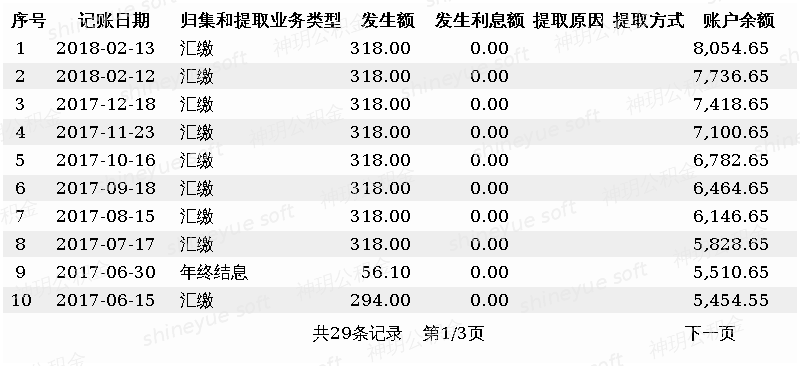 序号 记账日期 归集和提取业务类型 发生额 发生利息额 提取原因 提取方式 账户余额
1 2018-02-13 汇缴 318.00 0.00 8,054.65
2 2018-02-12 汇缴 318.00 0.00 7,736.65
3 2017-12-18 汇缴 318.00 0.00 7,418.65
4 2017-11-23 汇缴 318.00 0.00 7,100.65
5 2017-10-16 汇缴 318.00 0.00 6,782.65
6 2017-09-18 汇缴 318.00 0.00 6,464.65
7 2017-08-15 汇缴 318.00 0.00 6,146.65
8 2017-07-17 汇缴 318.00 0.00 5,828.65
9 2017-06-30 年终结息 56.10 0.00 5,510.65
10 2017-06-15 汇缴 294.00 0.00 5,454.55
共29条记录 第1/3页 下一页
神玥公积金
shineyue soft